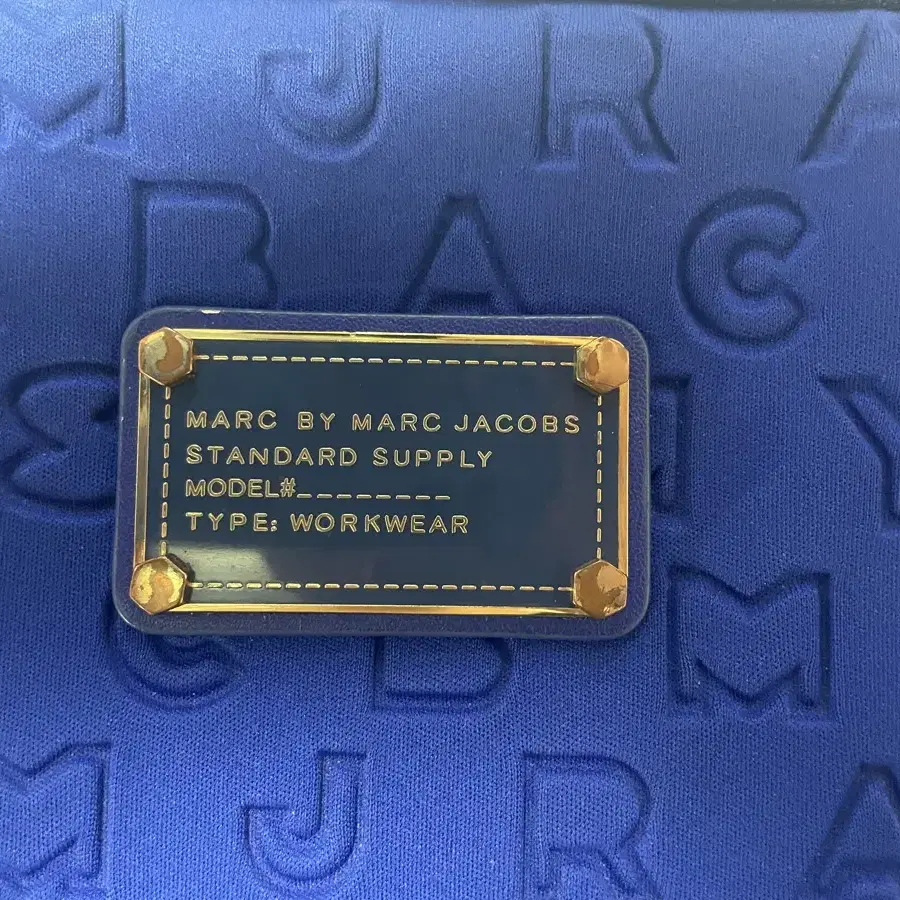 M J R A
B A C
S M Y
MARC BY MARC JACOBS
STANDARD SUPPLY
MODEL#________
TYPE: WORKWEAR
C D M
M J R A